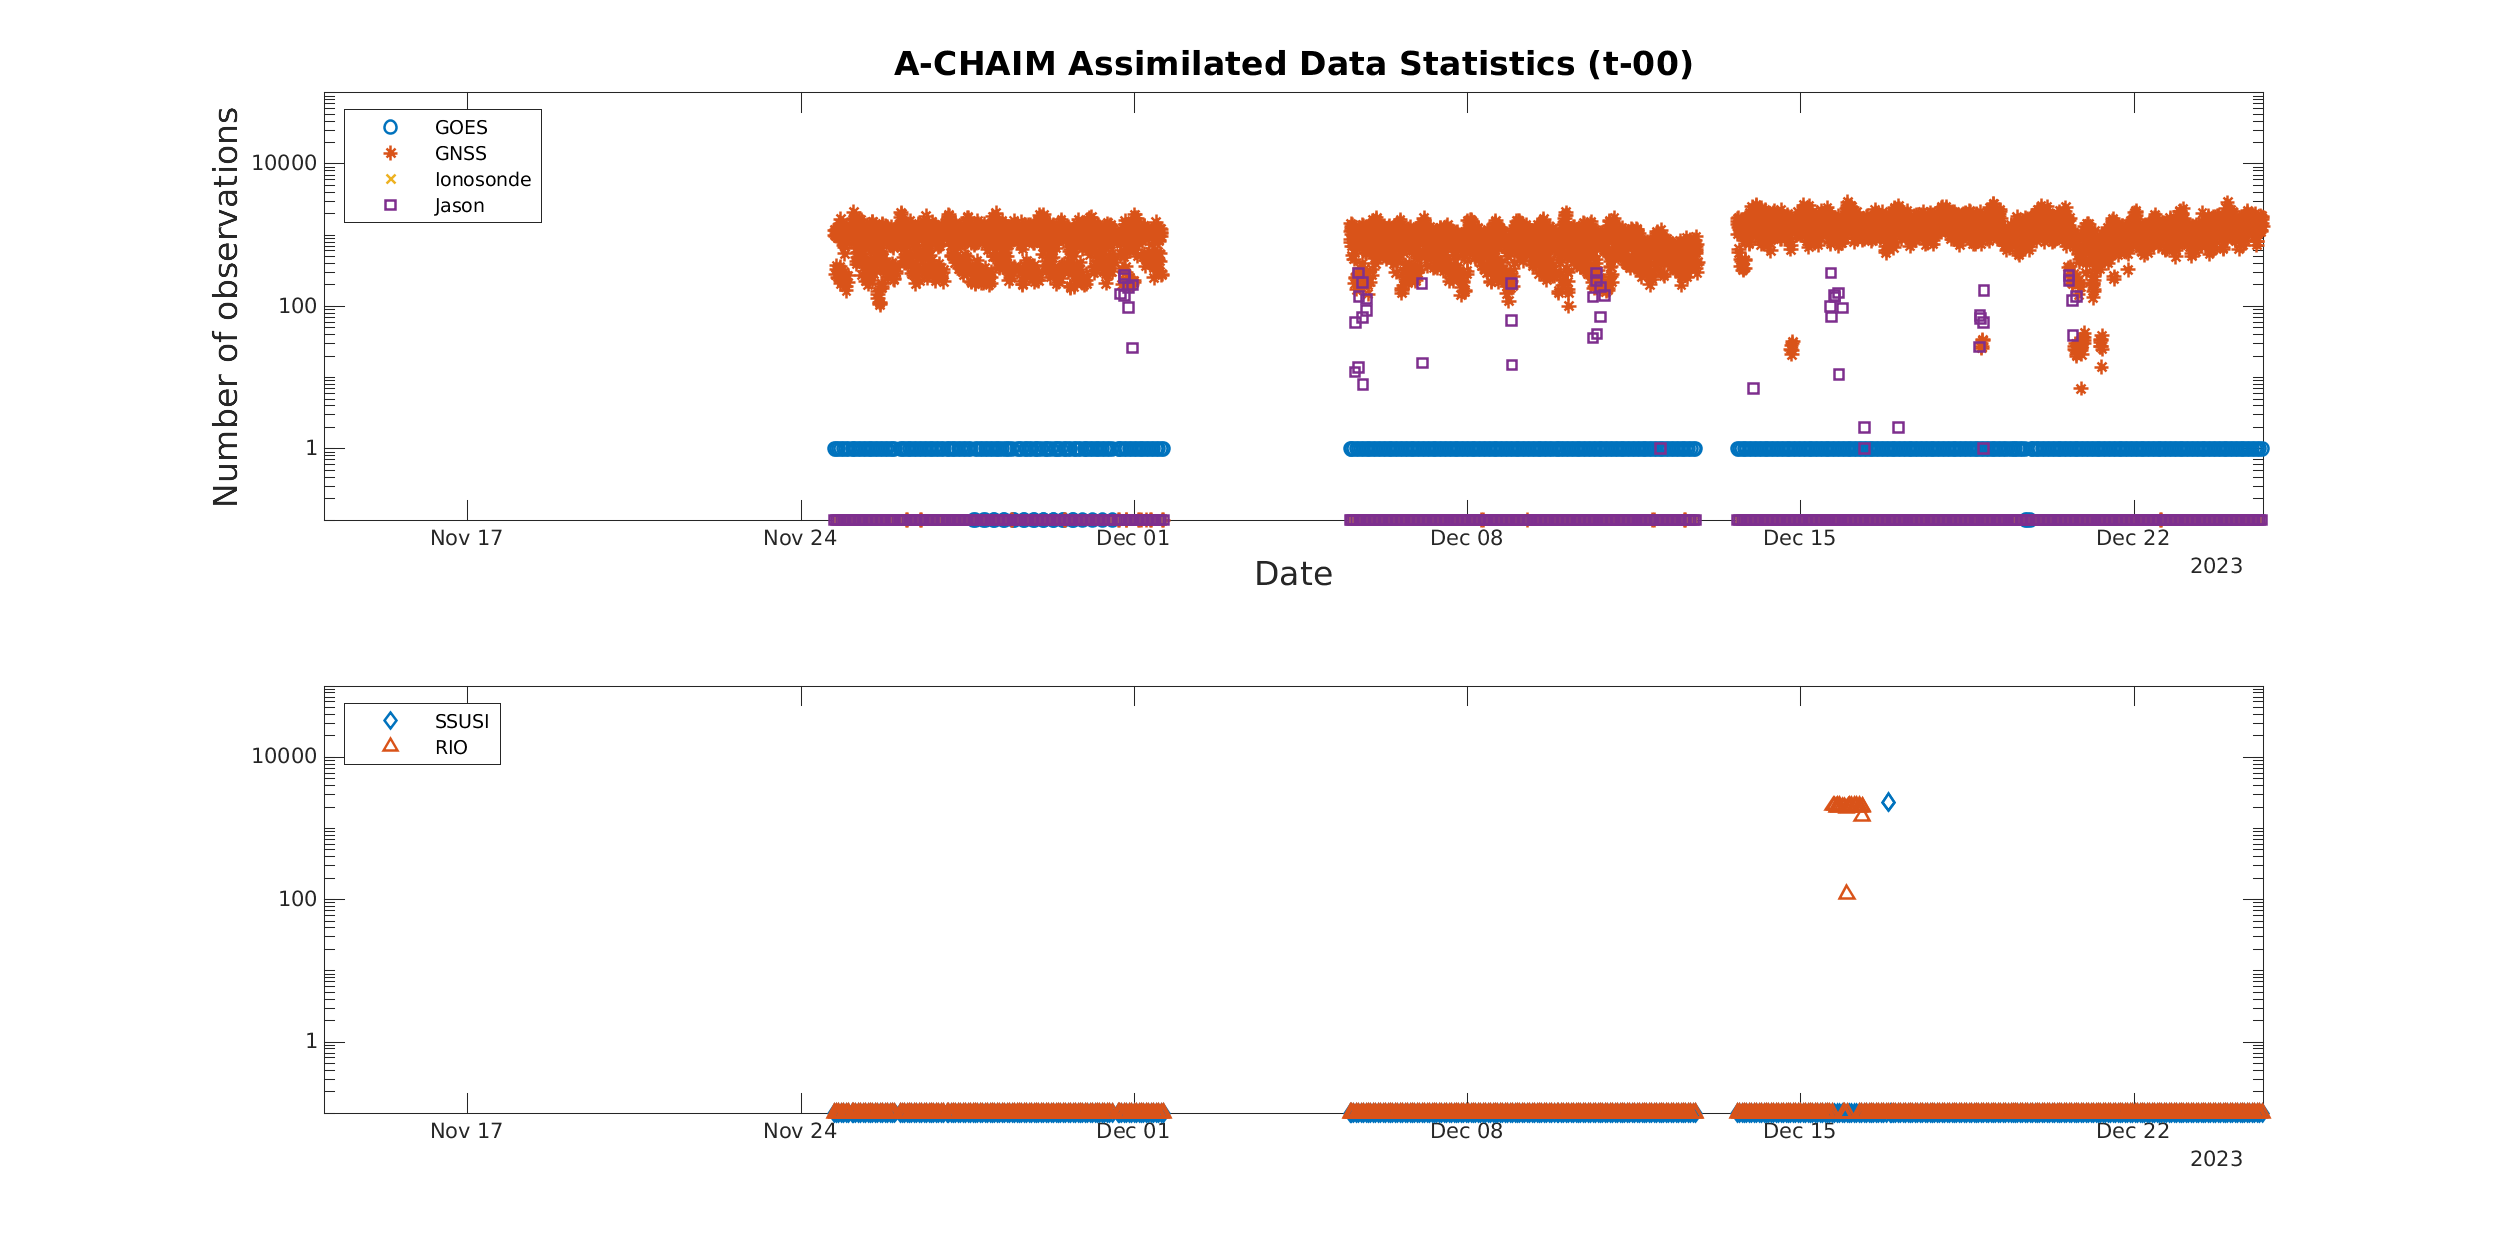 A-CHAIM Assimilated Data Statistics (t-00)
Number of observations
GOES
GNSS
Ionosonde
Jason
10000
100
1
Nov 17 Nov 24 Dec 01 Dec 08 Dec 15 Dec 22
2023
Date
SSUSI
RIO
10000
100
1
Nov 17 Nov 24 Dec 01 Dec 08 Dec 15 Dec 22
2023